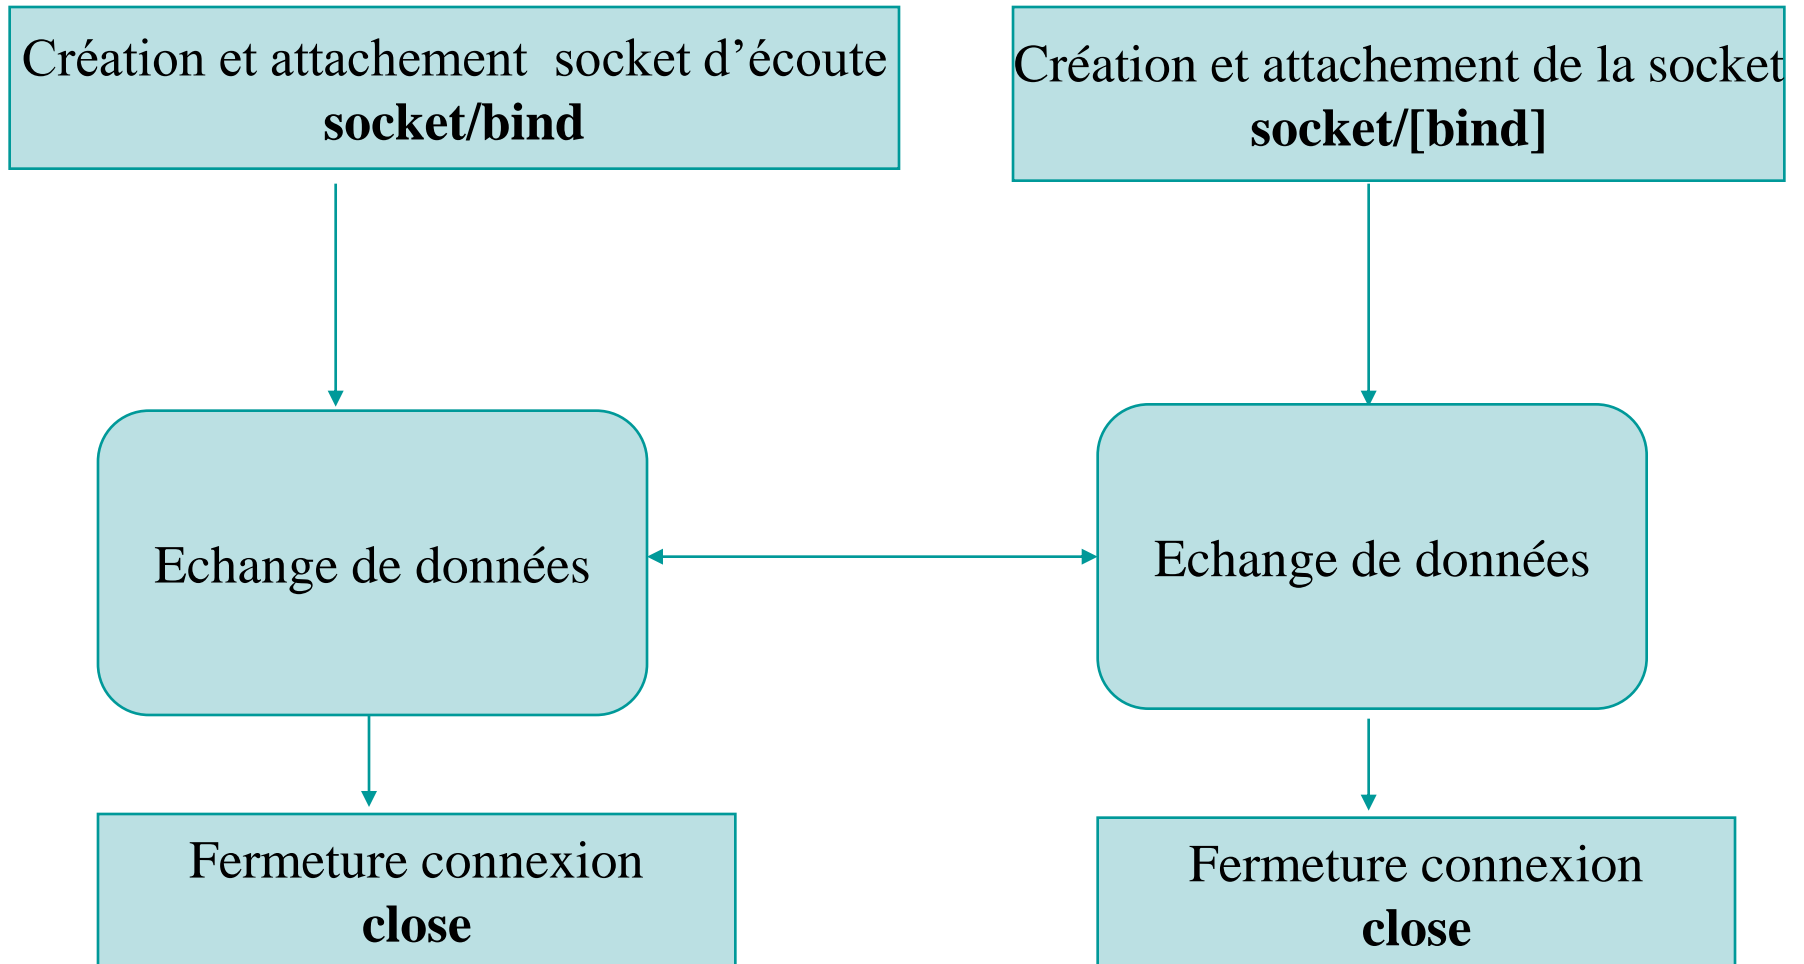 Création et attachement  socket d’écoute
socket/bind
Création et attachement de la socket
socket/[bind]
Echange de données
Echange de données
Fermeture connexion
close
Fermeture connexion
close